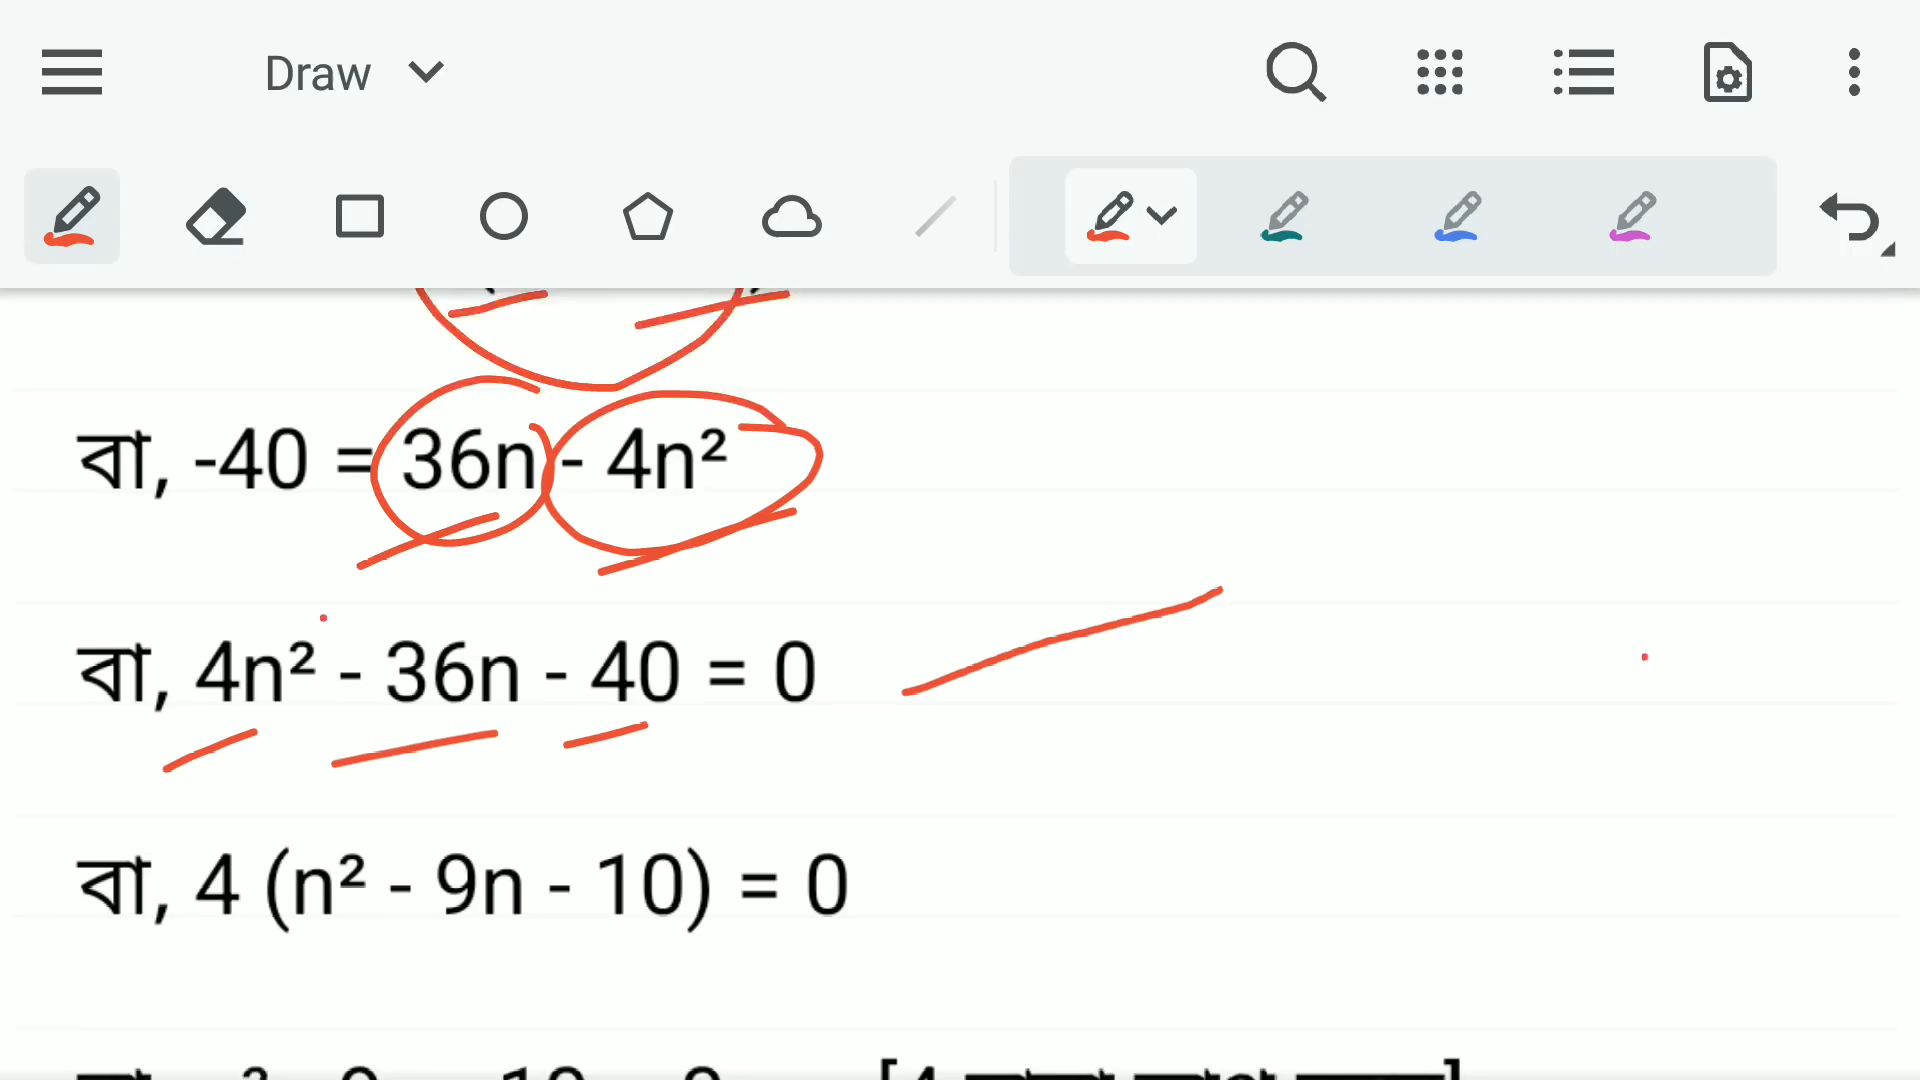 Draw
বা, -40 = 36n - 4n²
বা, 4n² - 36n - 40 = 0
বা, 4 (n² - 9n - 10) = 0